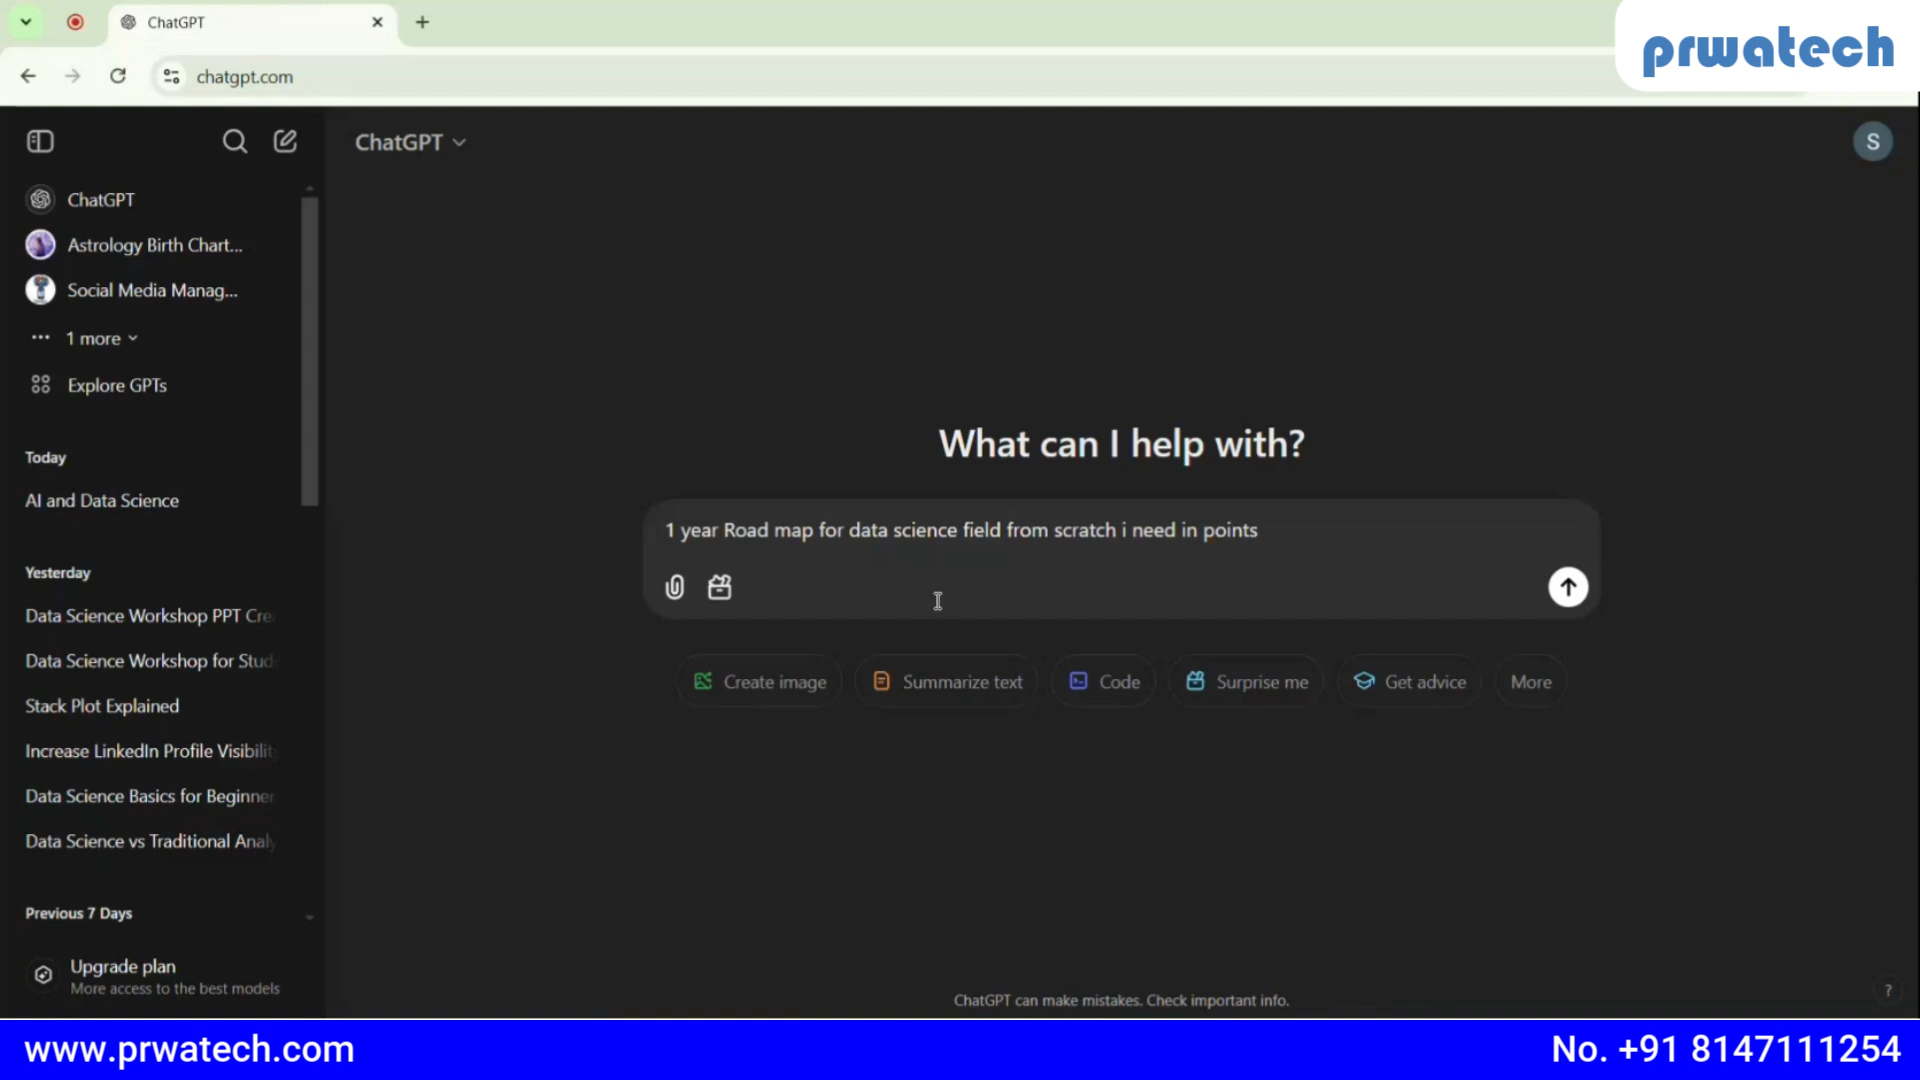 ChatGPT
prwatech
chatgpt.com
ChatGPT
S
ChatGPT
Astrology Birth Chart...
Social Media Manag...
1 more
Explore GPTs
Today
AI and Data Science
Yesterday
Data Science Workshop PPT Cre
Data Science Workshop for Stud
Stack Plot Explained
Increase LinkedIn Profile Visibilit
Data Science Basics for Beginner
Data Science vs Traditional Analy
Previous 7 Days
Upgrade plan
More access to the best models
What can I help with?
1 year Road map for data science field from scratch i need in points
Create image
Summarize text
Code
Surprise me
Get advice
More
ChatGPT can make mistakes. Check important info.
?
www.prwatech.com
No. +91 8147111254